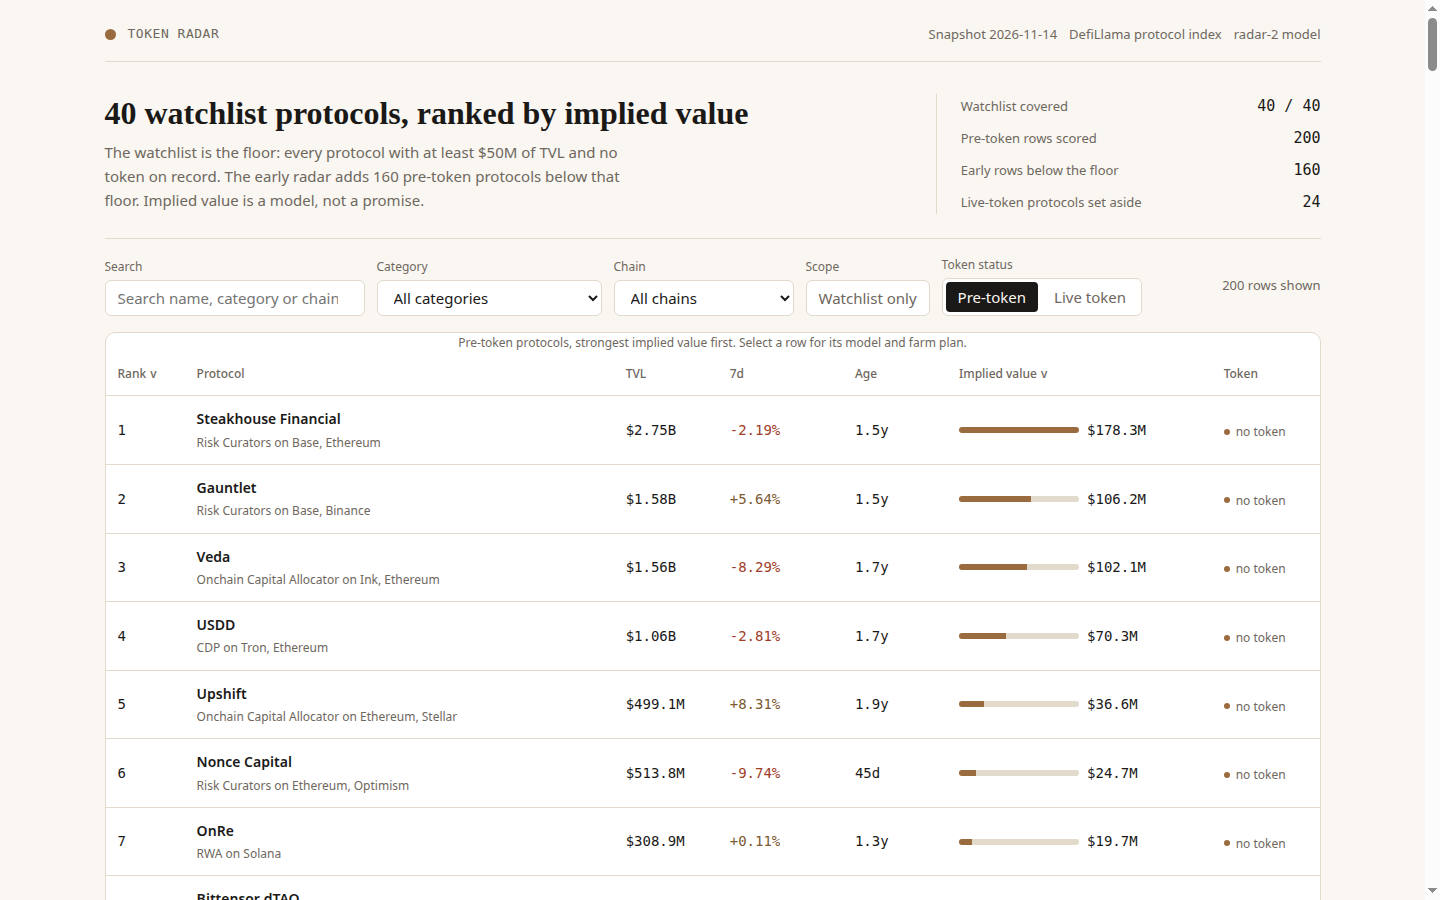 TOKEN RADAR
Snapshot 2026-11-14 DefiLlama protocol index radar-2 model
40 watchlist protocols, ranked by implied value
The watchlist is the floor: every protocol with at least $50M of TVL and no
token on record. The early radar adds 160 pre-token protocols below that
floor. Implied value is a model, not a promise.
Watchlist covered 40 / 40
Pre-token rows scored 200
Early rows below the floor 160
Live-token protocols set aside 24
Search Category Chain Scope Token status
Search name, category or chain All categories All chains Watchlist only Pre-token Live token 200 rows shown
Pre-token protocols, strongest implied value first. Select a row for its model and farm plan.
Rank v Protocol TVL 7d Age Implied value v Token
1 Steakhouse Financial $2.75B -2.19% 1.5y $178.3M no token
Risk Curators on Base, Ethereum
2 Gauntlet $1.58B +5.64% 1.5y $106.2M no token
Risk Curators on Base, Binance
3 Veda $1.56B -8.29% 1.7y $102.1M no token
Onchain Capital Allocator on Ink, Ethereum
4 USDD $1.06B -2.81% 1.7y $70.3M no token
CDP on Tron, Ethereum
5 Upshift $499.1M +8.31% 1.9y $36.6M no token
Onchain Capital Allocator on Ethereum, Stellar
6 Nonce Capital $513.8M -9.74% 45d $24.7M no token
Risk Curators on Ethereum, Optimism
7 OnRe $308.9M +0.11% 1.3y $19.7M no token
RWA on Solana
Bittensor dTAO